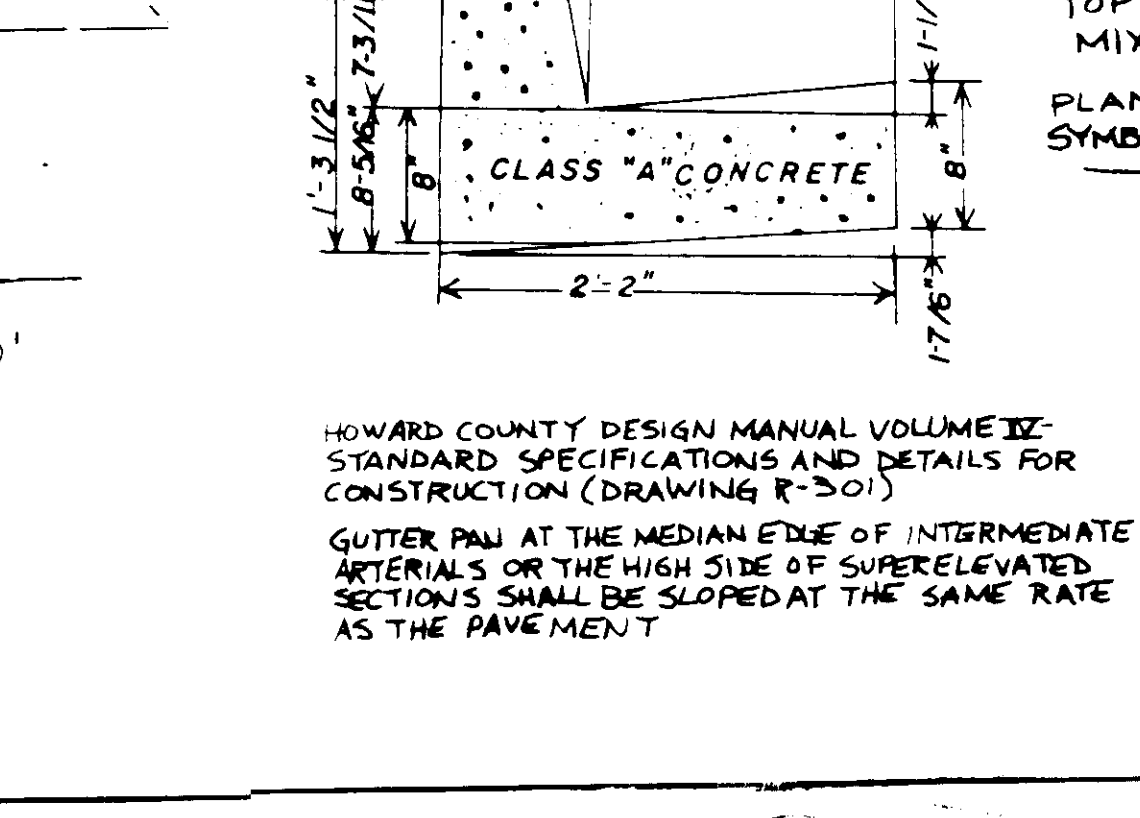 TOP
MIX
PLAN
SYMB
1'-3 1/2"
8-5/16"
8"
CLASS "A" CONCRETE
8"
2'-2"
1-7/16"
HOWARD COUNTY DESIGN MANUAL VOLUME IV-
STANDARD SPECIFICATIONS AND DETAILS FOR
CONSTRUCTION (DRAWING R-301)
GUTTER PAN AT THE MEDIAN EDGE OF INTERMEDIATE
ARTERIALS OR THE HIGH SIDE OF SUPERELEVATED
SECTIONS SHALL BE SLOPED AT THE SAME RATE
AS THE PAVEMENT